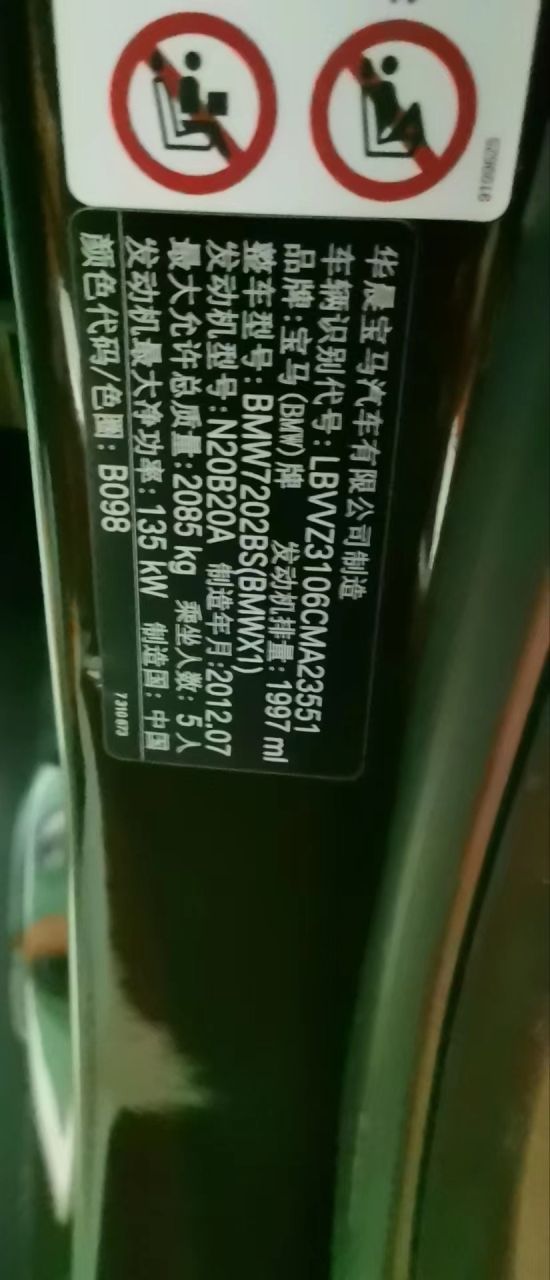 华晨宝马汽车有限公司制造
车辆识别代号: LBVVZ3106CMA23551
品牌:宝马(BMW)牌 发动机排量: 1997 ml
整车型号: BMW7202BS(BMWX1)
发动机型号: N20B20A 制造年月:2012.07
最大允许总质量: 2085 kg 乘坐人数: 5人
发动机最大净功率: 135 kW 制造国: 中国
颜色代码/色圈: B098
7 310 873